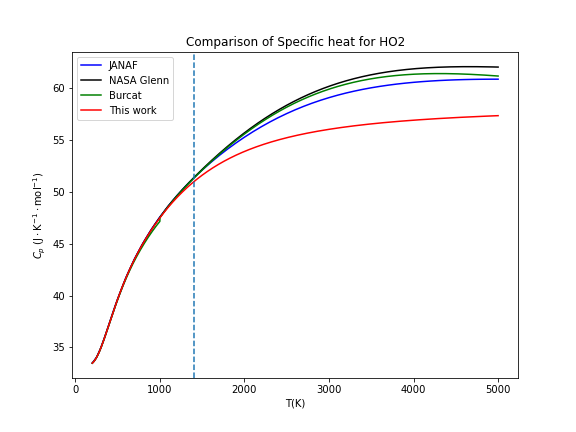 Comparison of Specific heat for HO2
JANAF
NASA Glenn
Burcat
This work
60
55
50
45
40
35
C_p (J · K⁻¹ · mol⁻¹)
0
1000
2000
3000
4000
5000
T(K)